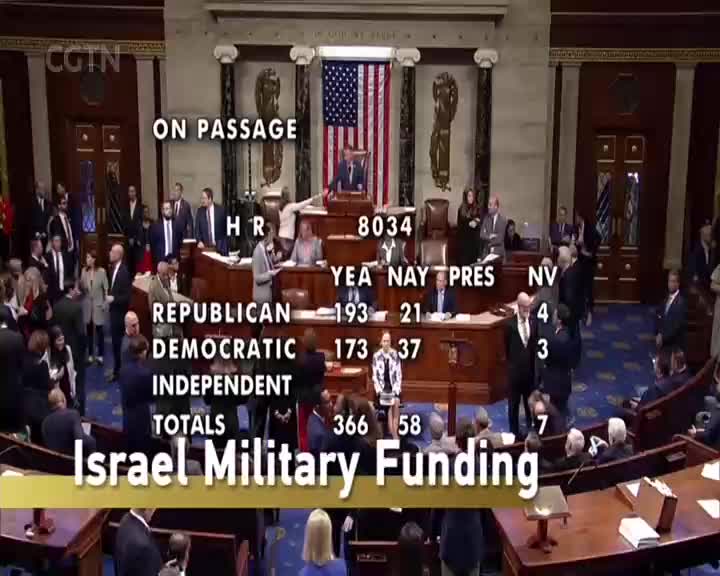 CGTN
ON PASSAGE
H R 8034
YEA NAY PRES NV
REPUBLICAN 193 21 4
DEMOCRATIC 173 37 3
INDEPENDENT
TOTALS 366 58 7
Israel Military Funding